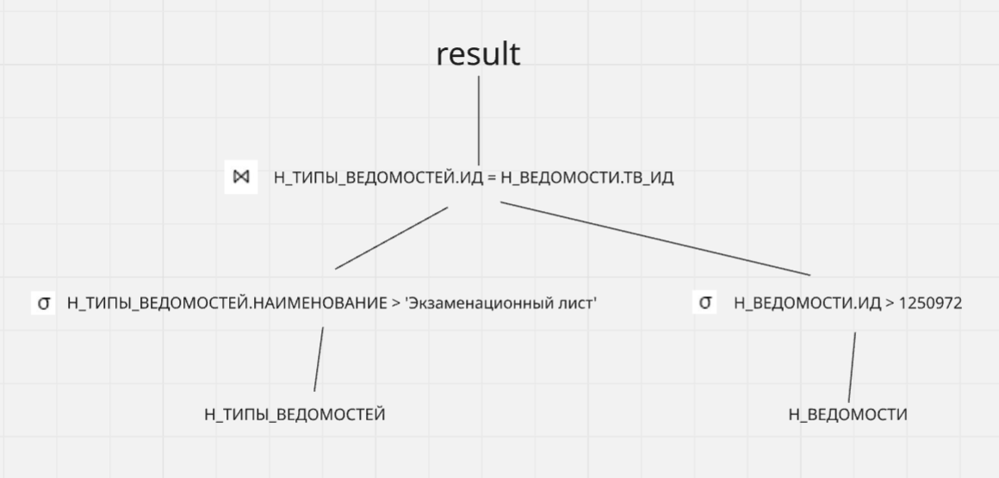 result
⋈ Н_ТИПЫ_ВЕДОМОСТЕЙ.ИД = Н_ВЕДОМОСТИ.ТВ_ИД
σ Н_ТИПЫ_ВЕДОМОСТЕЙ.НАИМЕНОВАНИЕ > 'Экзаменационный лист'
σ Н_ВЕДОМОСТИ.ИД > 1250972
Н_ТИПЫ_ВЕДОМОСТЕЙ
Н_ВЕДОМОСТИ